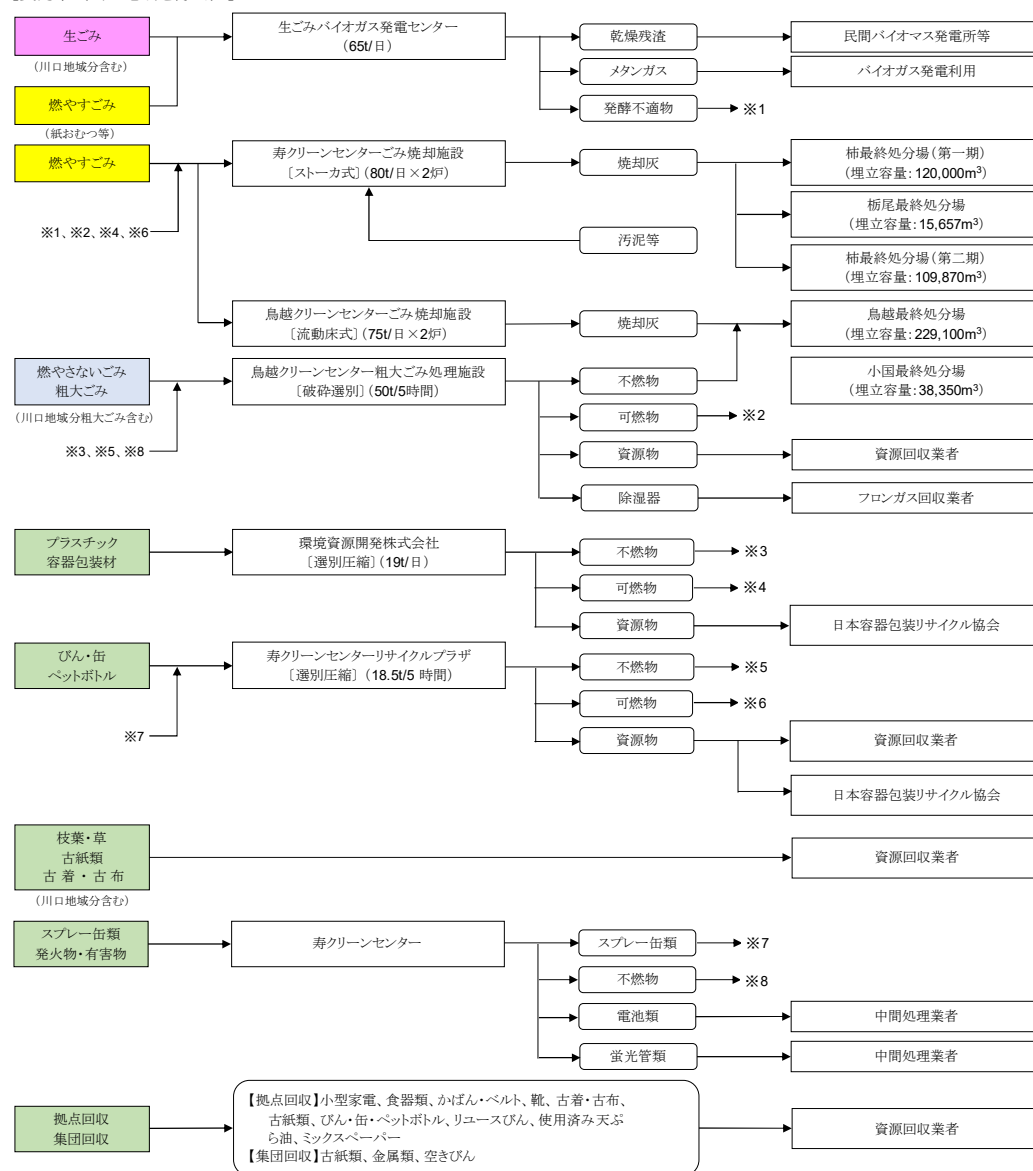 生ごみ
(川口地域分含む)
燃やすごみ
(紙おむつ等)
生ごみバイオガス発電センター
(65t/日)
乾燥残渣
民間バイオマス発電所等
メタンガス
バイオガス発電利用
発酵不適物
※1
燃やすごみ
※1、※2、※4、※6
寿クリーンセンターごみ焼却施設
〔ストーカ式〕(80t/日×2炉)
焼却灰
汚泥等
柿最終処分場(第一期)
(埋立容量:120,000m³)
栃尾最終処分場
(埋立容量:15,657m³)
柿最終処分場(第二期)
(埋立容量:109,870m³)
鳥越クリーンセンターごみ焼却施設
〔流動床式〕(75t/日×2炉)
焼却灰
鳥越最終処分場
(埋立容量:229,100m³)
小国最終処分場
(埋立容量:38,350m³)
燃やさないごみ
粗大ごみ
(川口地域分粗大ごみ含む)
※3、※5、※8
鳥越クリーンセンター粗大ごみ処理施設
〔破砕選別〕(50t/5時間)
不燃物
可燃物
※2
資源物
資源回収業者
除湿器
フロンガス回収業者
プラスチック
容器包装材
環境資源開発株式会社
〔選別圧縮〕(19t/日)
不燃物
※3
可燃物
※4
資源物
日本容器包装リサイクル協会
びん・缶
ペットボトル
※7
寿クリーンセンターリサイクルプラザ
〔選別圧縮〕(18.5t/5 時間)
不燃物
※5
可燃物
※6
資源物
資源回収業者
日本容器包装リサイクル協会
枝葉・草
古紙類
古着・古布
(川口地域分含む)
資源回収業者
スプレー缶類
発火物・有害物
寿クリーンセンター
スプレー缶類
※7
不燃物
※8
電池類
中間処理業者
蛍光管類
中間処理業者
拠点回収
集団回収
【拠点回収】小型家電、食器類、かばん・ベルト、靴、古着・古布、
古紙類、びん・缶・ペットボトル、リユースびん、使用済み天ぷ
ら油、ミックスペーパー
【集団回収】古紙類、金属類、空きびん
資源回収業者